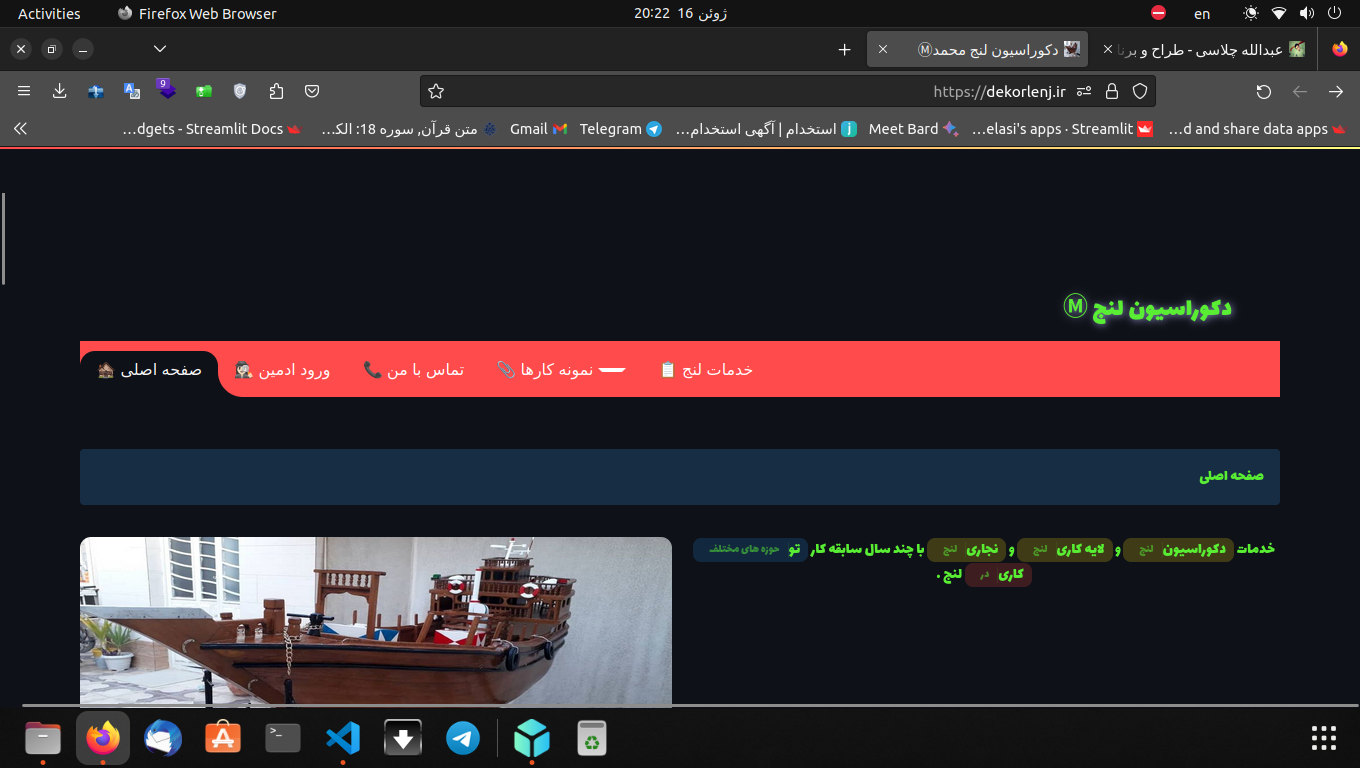 Activities
Firefox Web Browser
20:22 16 ژوئن
en
عبدالله چلاسی - طراح و برنا
دکوراسیون لنج محمدⓂ
https://dekorlenj.ir
…d and share data apps
…elasi's apps · Streamlit
Meet Bard
استخدام | آگهی استخدام…
Telegram
Gmail
متن قرآن, سوره 18: الک…
…dgets - Streamlit Docs
9
دکوراسیون لنج Ⓜ
صفحه اصلی
ورود ادمین
تماس با من
نمونه کارها
خدمات لنج
صفحه اصلی
خدمات دکوراسیون لنج و لایه کاری لنج و نجاری لنج با چند سال سابقه کار تو حوزه های مختلف
کاری در لنج .